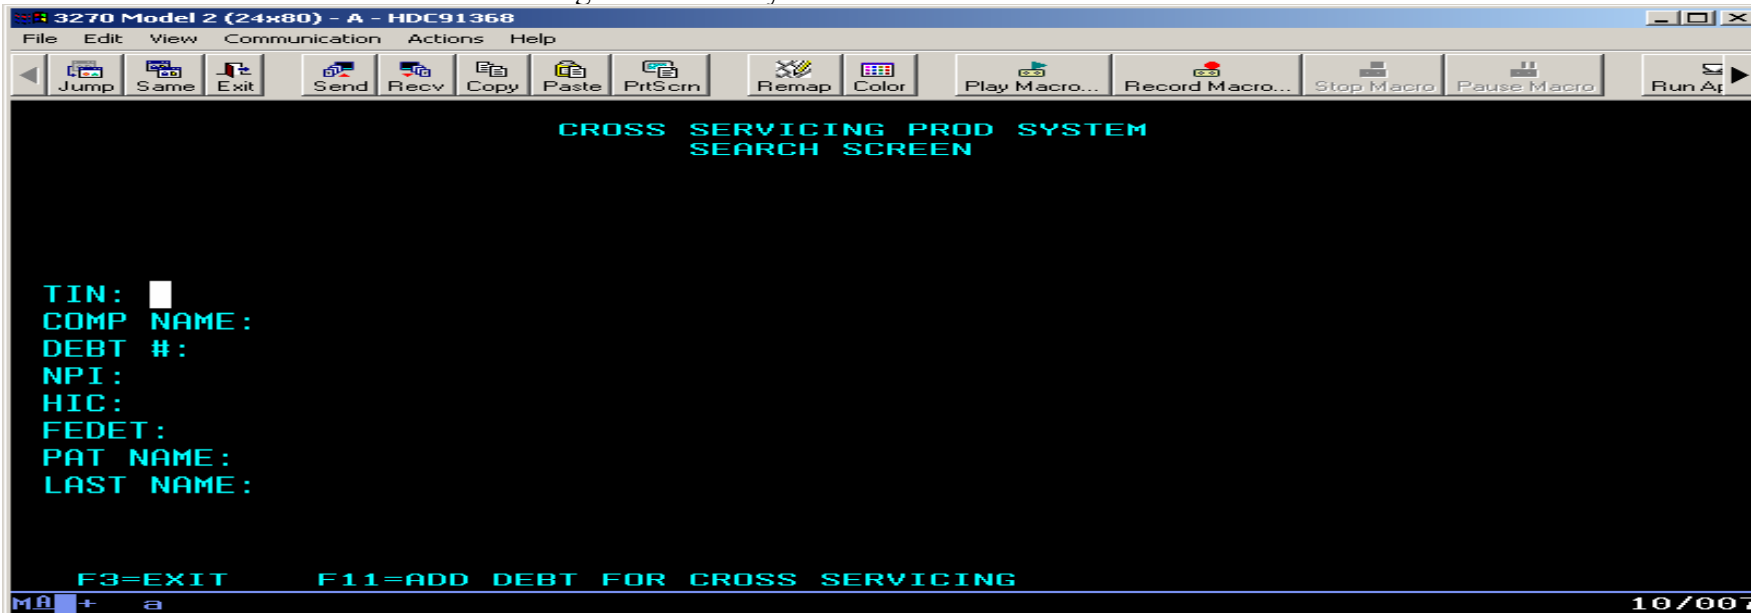 3270 Model 2 (24x80) - A - HDC91368
File Edit View Communication Actions Help
Jump Same Exit Send Recv Copy Paste PrtScrn Remap Color Play Macro... Record Macro... Stop Macro Pause Macro Run
CROSS SERVICING PROD SYSTEM
SEARCH SCREEN
TIN:
COMP NAME:
DEBT #:
NPI:
HIC:
FEDET:
PAT NAME:
LAST NAME:
F3=EXIT F11=ADD DEBT FOR CROSS SERVICING
MA + a 10/007